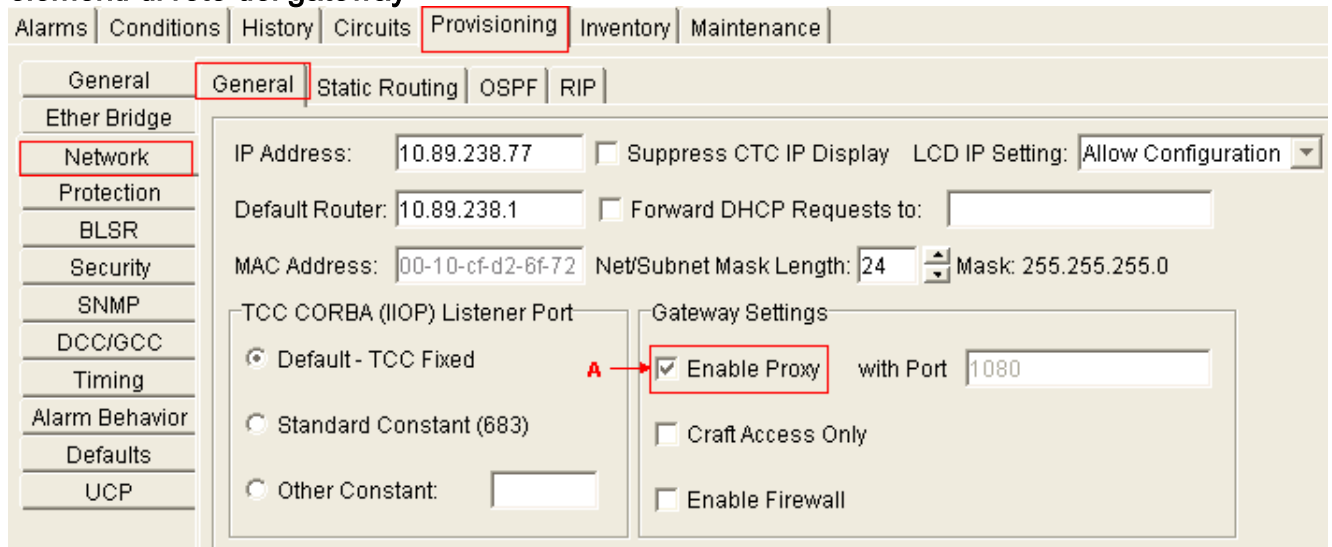 elementi di rete del gateway
Alarms Conditions History Circuits Provisioning Inventory Maintenance
General
Ether Bridge
Network
Protection
BLSR
Security
SNMP
DCC/GCC
Timing
Alarm Behavior
Defaults
UCP
General Static Routing OSPF RIP
IP Address: 10.89.238.77 Suppress CTC IP Display LCD IP Setting: Allow Configuration
Default Router: 10.89.238.1 Forward DHCP Requests to:
MAC Address: 00-10-cf-d2-6f-72 Net/Subnet Mask Length: 24 Mask: 255.255.255.0
TCC CORBA (IIOP) Listener Port
Default - TCC Fixed
Standard Constant (683)
Other Constant:
Gateway Settings
A Enable Proxy with Port 1080
Craft Access Only
Enable Firewall